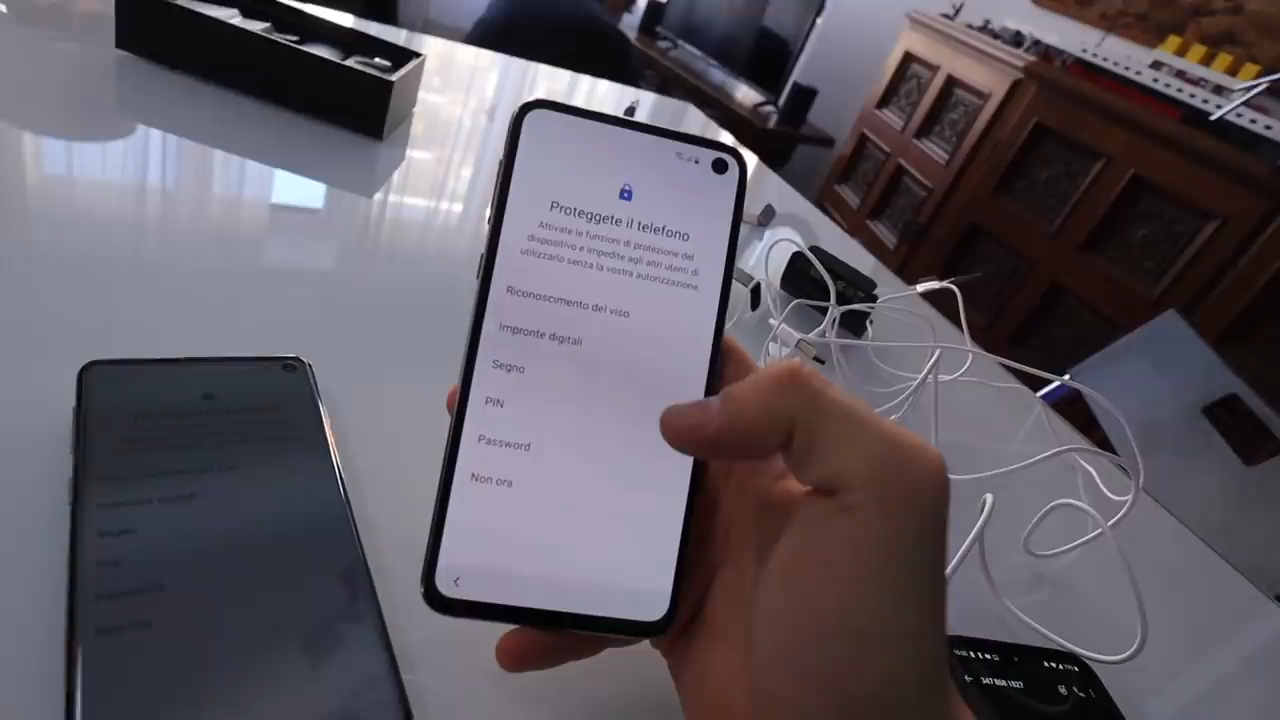 Proteggete il telefono
Attivate le funzioni di protezione del
dispositivo e impedite agli altri utenti di
utilizzarlo senza la vostra autorizzazione.
Riconoscimento del viso
Impronte digitali
Segno
PIN
Password
Non ora